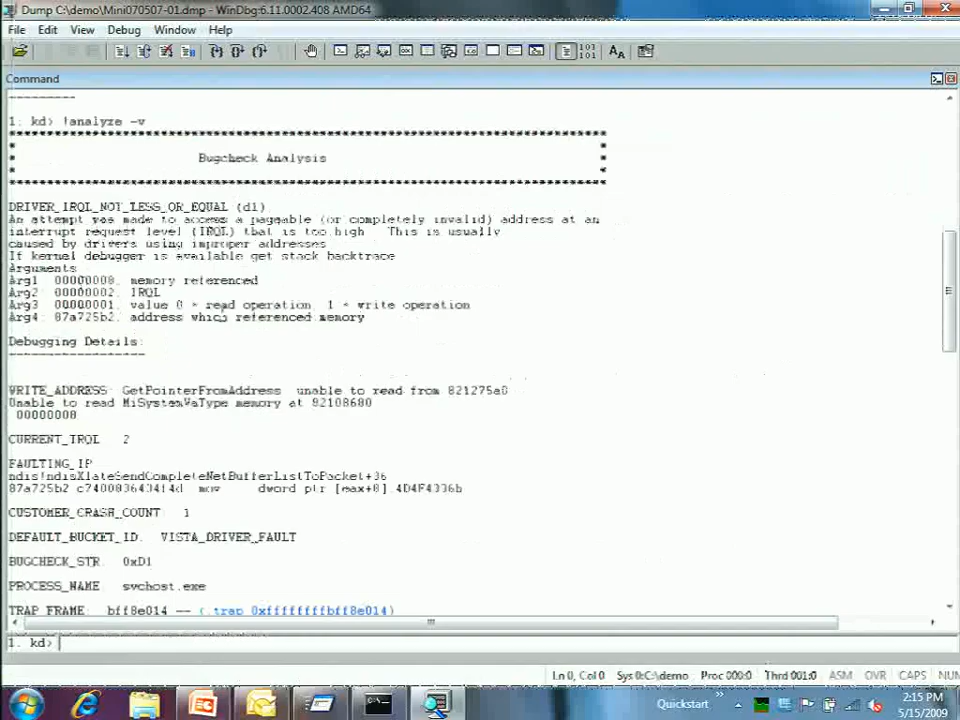 Dump C:\demo\Mini070507-01.dmp - WinDbg:6.11.0002.408 AMD64
File Edit View Debug Window Help
Command
1: kd> !analyze -v
Bugcheck Analysis
DRIVER_IRQL_NOT_LESS_OR_EQUAL (d1)
An attempt was made to access a pageable (or completely invalid) address at an
interrupt request level (IRQL) that is too high. This is usually
caused by drivers using improper addresses.
If kernel debugger is available get stack backtrace.
Arguments:
Arg1: 00000008, memory referenced
Arg2: 00000002, IRQL
Arg3: 00000001, value 0 = read operation, 1 = write operation
Arg4: 87a725b2, address which referenced memory
Debugging Details:
WRITE_ADDRESS: GetPointerFromAddress: unable to read from 821275a0
Unable to read MiSystemVaType memory at 82108680
00000008
CURRENT_IRQL: 2
FAULTING_IP:
ndis!ndisXlateSendCompleteNetBufferListToPacket+36
87a725b2 c740083643414d mov dword ptr [eax+8],4D4F4336h
CUSTOMER_CRASH_COUNT: 1
DEFAULT_BUCKET_ID: VISTA_DRIVER_FAULT
BUGCHECK_STR: 0xD1
PROCESS_NAME: svchost.exe
TRAP_FRAME: bff8e014 -- (.trap 0xffffffffbff8e014)
1: kd>
Ln 0, Col 0 Sys 0:C:\demo Proc 000:0 Thrd 001:0 ASM OVR CAPS NUM
Quickstart
2:15 PM
5/15/2009